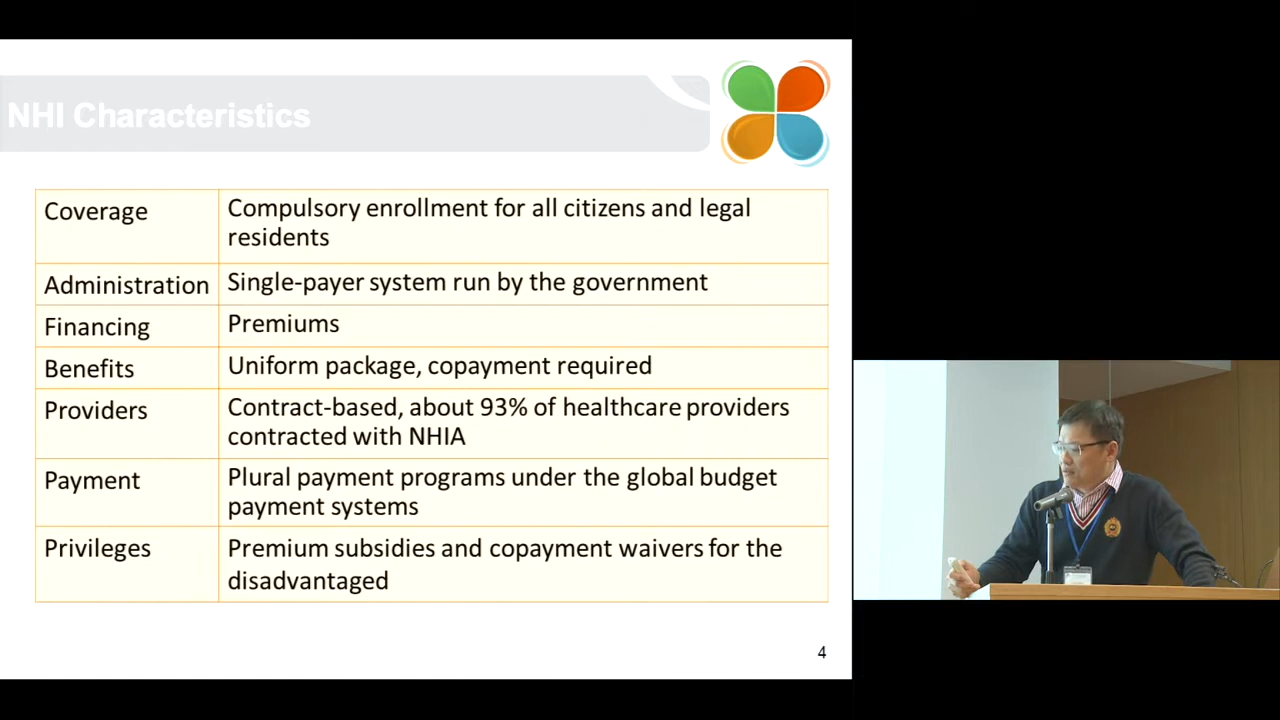 NHI Characteristics
Coverage
Compulsory enrollment for all citizens and legal
residents
Administration
Single-payer system run by the government
Financing
Premiums
Benefits
Uniform package, copayment required
Providers
Contract-based, about 93% of healthcare providers
contracted with NHIA
Payment
Plural payment programs under the global budget
payment systems
Privileges
Premium subsidies and copayment waivers for the
disadvantaged
4